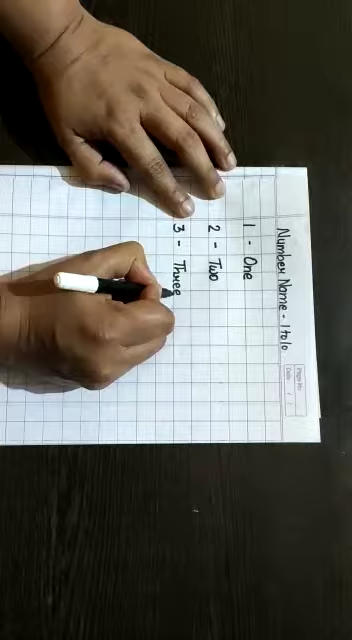 Page No:
Date: / /
Number Name - 1 to 10
1 - One
2 - Two
3 - Three